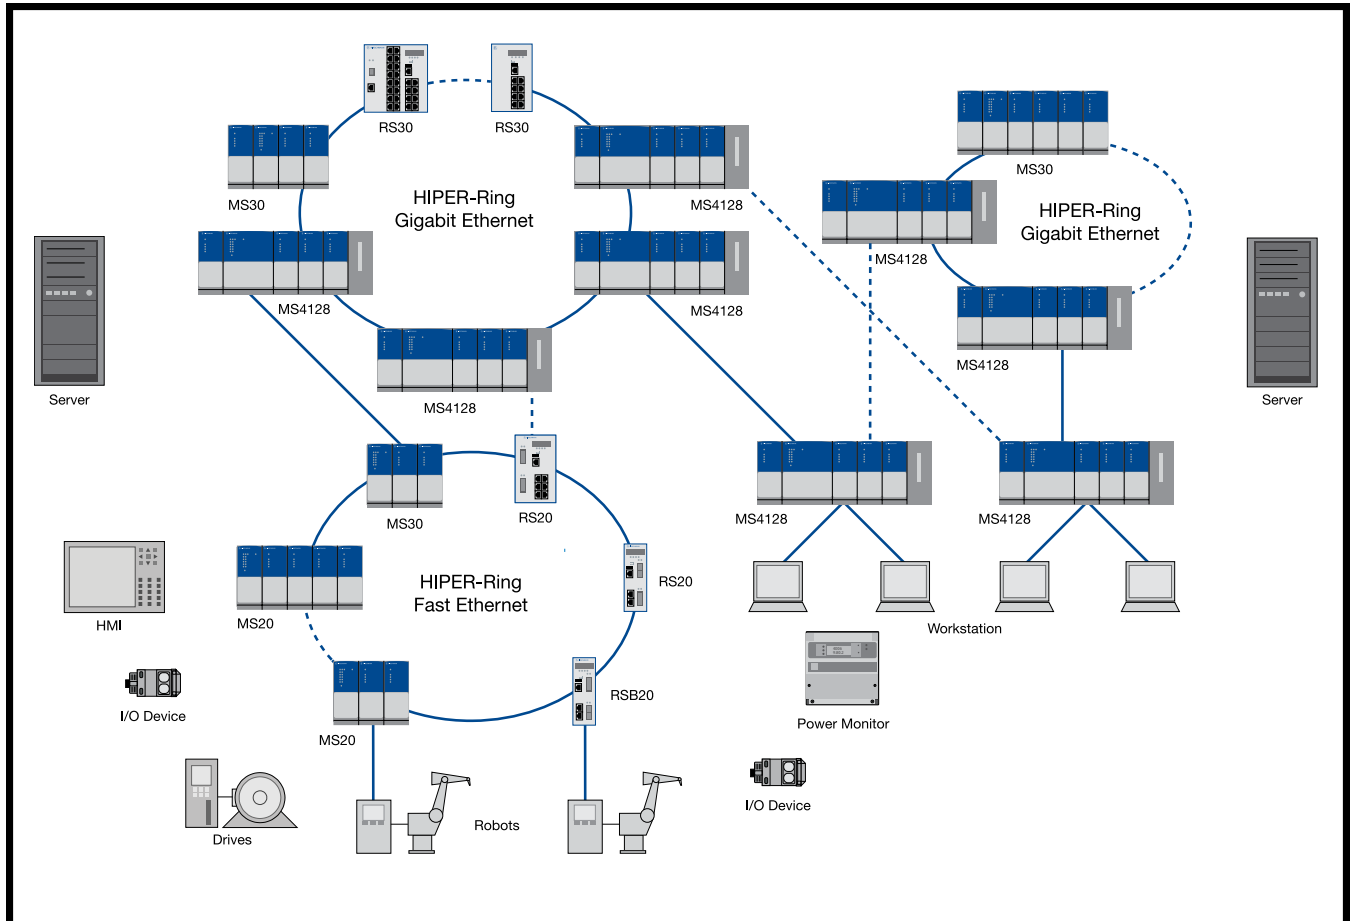 RS30
RS30
MS30
MS30
HIPER-Ring
Gigabit Ethernet
MS4128
HIPER-Ring
Gigabit Ethernet
MS4128
MS4128
MS4128
MS4128
MS4128
Server
Server
MS4128
MS30
RS20
MS4128
MS4128
HIPER-Ring
Fast Ethernet
RS20
HMI
MS20
Workstation
RSB20
I/O Device
Power Monitor
MS20
I/O Device
Robots
Drives